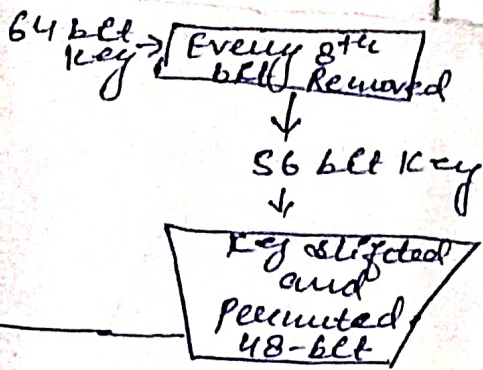 64 bit
key
Every 8th
bit Removed
56 bit Key
Key shifted
and
Permuted
48-bit